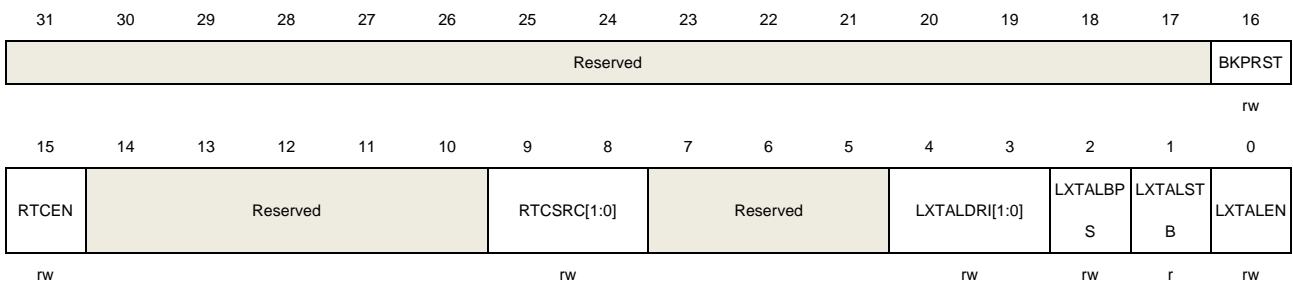 31 30 29 28 27 26 25 24 23 22 21 20 19 18 17 16
Reserved BKPRST
rw
15 14 13 12 11 10 9 8 7 6 5 4 3 2 1 0
RTCEN Reserved RTCSRC[1:0] Reserved LXTALDRI[1:0] LXTALBP LXTALST LXTALEN
S B
rw rw rw rw r rw